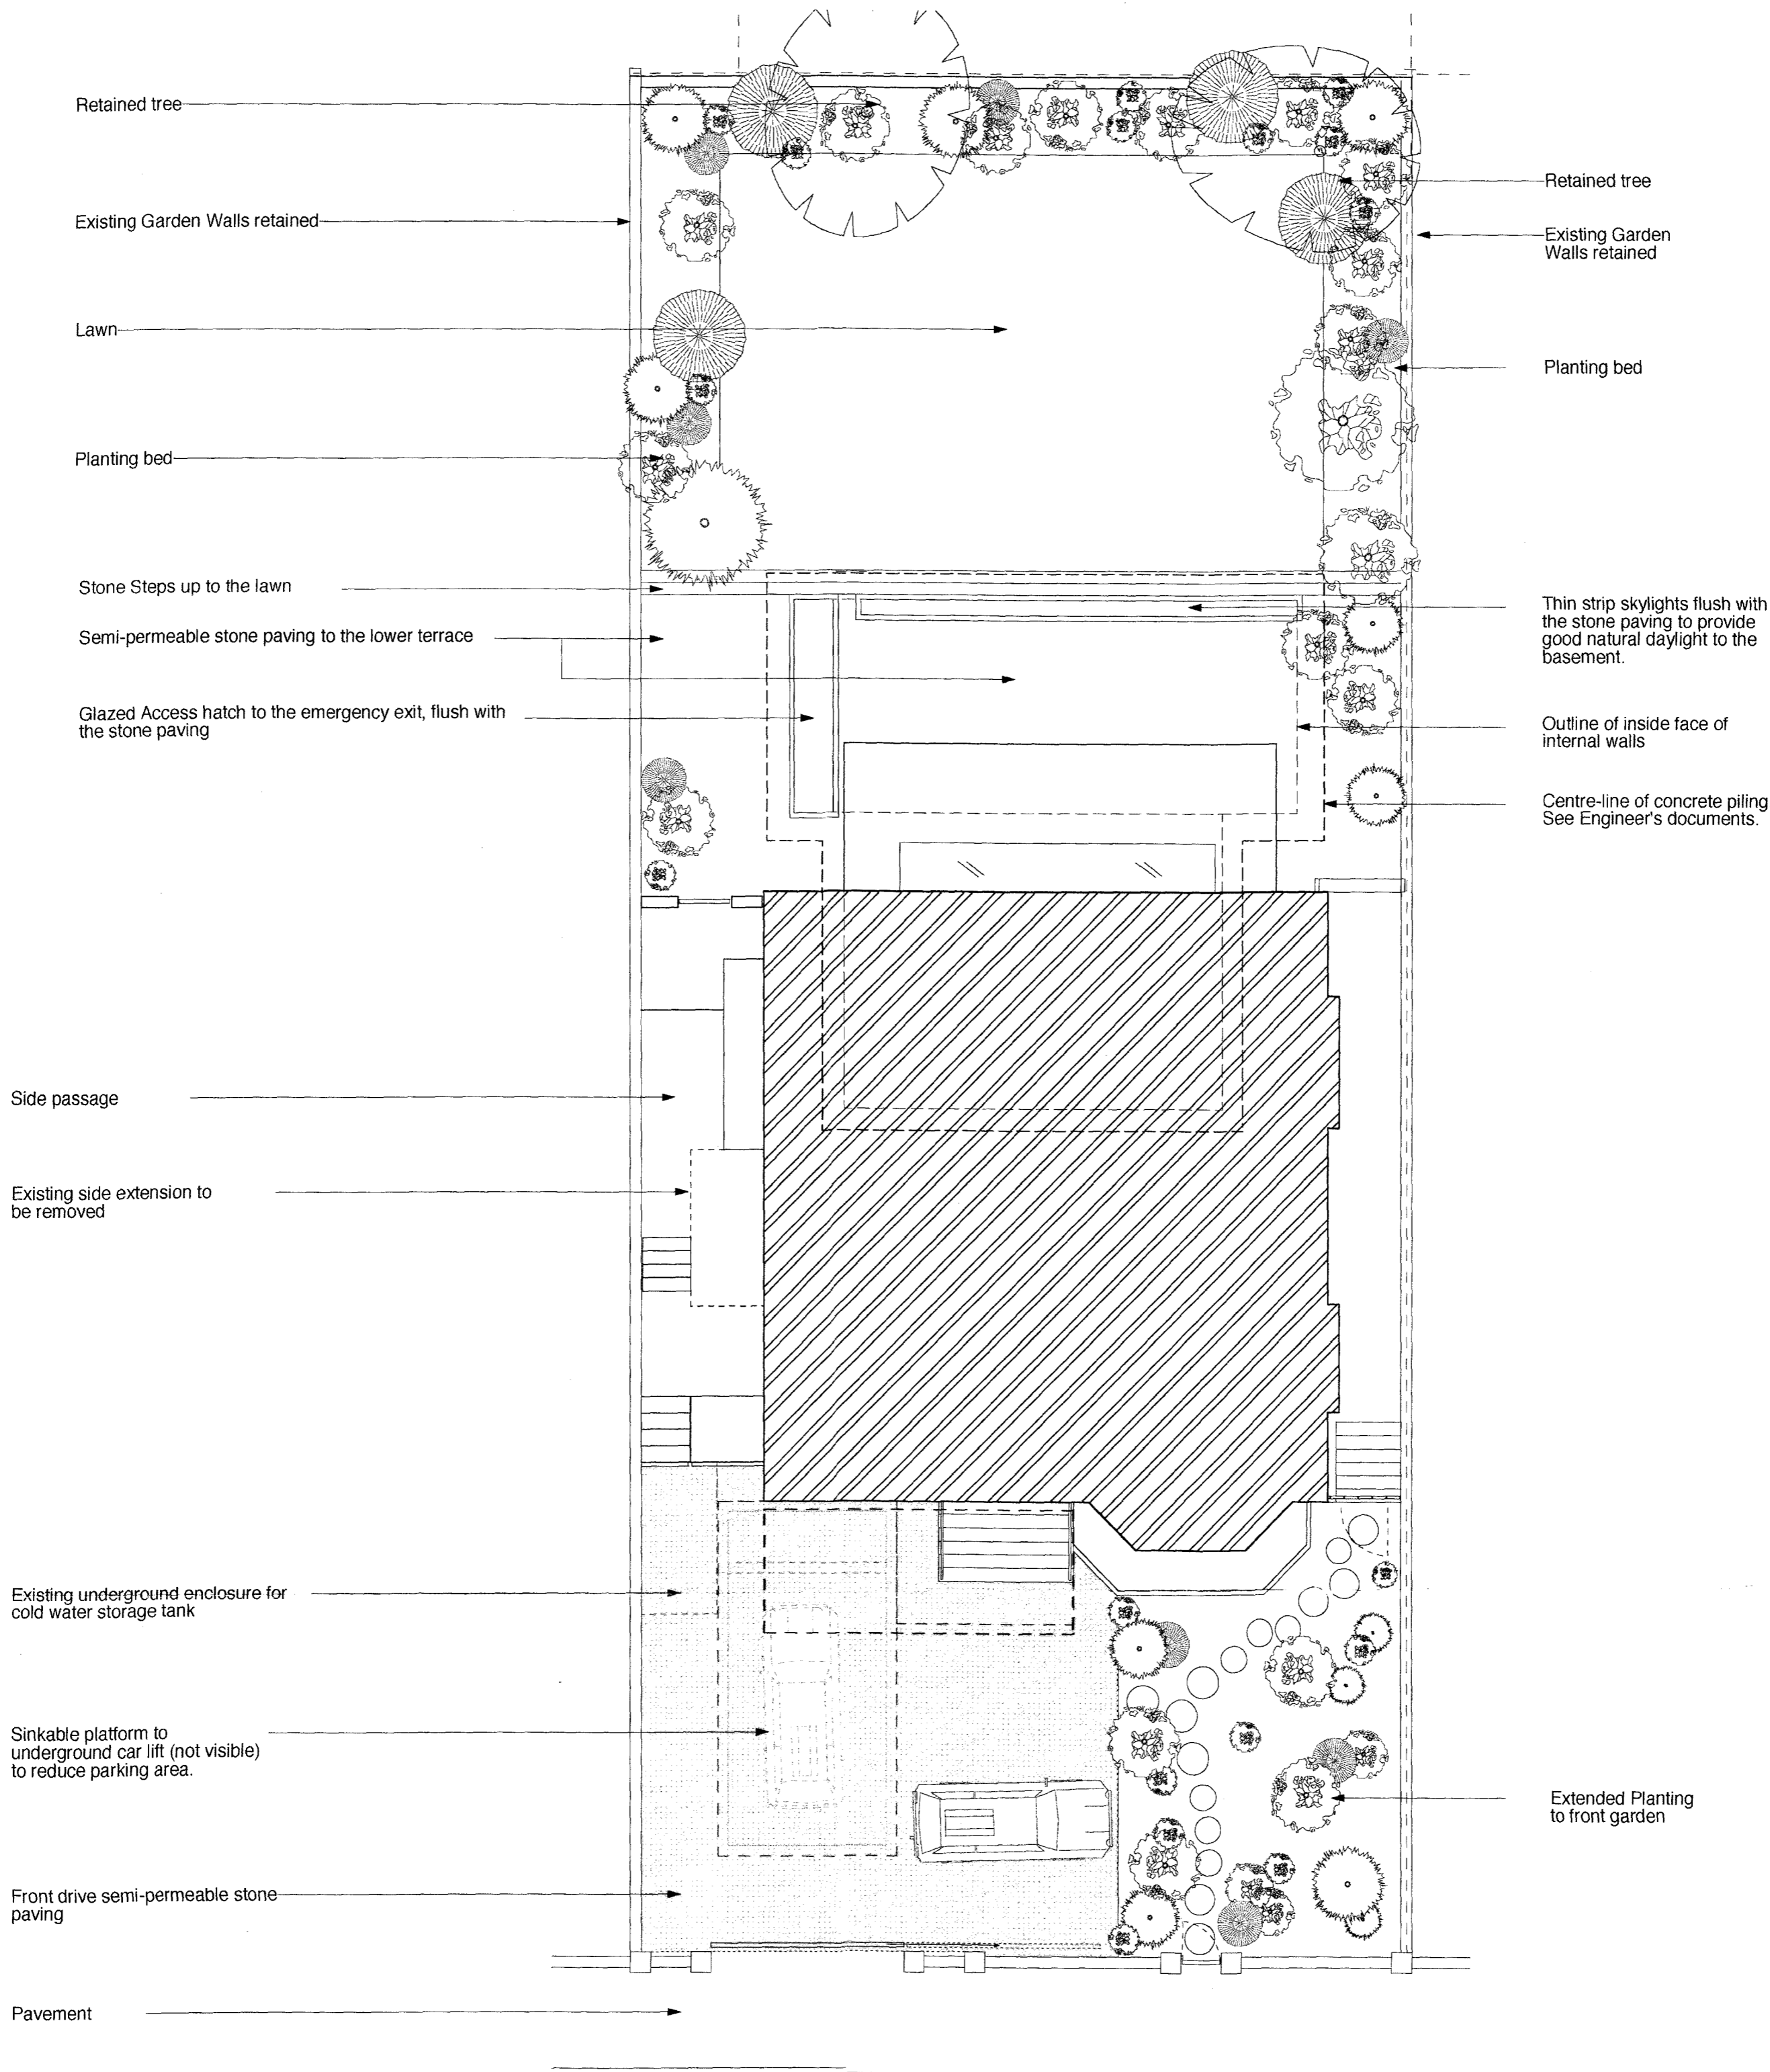 Retained tree
Existing Garden Walls retained
Lawn
Planting bed
Stone Steps up to the lawn
Semi-permeable stone paving to the lower terrace
Glazed Access hatch to the emergency exit, flush with
the stone paving
Side passage
Existing side extension to
be removed
Existing underground enclosure for
cold water storage tank
Sinkable platform to
underground car lift (not visible)
to reduce parking area.
Front drive semi-permeable stone
paving
Pavement
Retained tree
Existing Garden
Walls retained
Planting bed
Thin strip skylights flush with
the stone paving to provide
good natural daylight to the
basement.
Outline of inside face of
internal walls
Centre-line of concrete piling
See Engineer's documents.
Extended Planting
to front garden